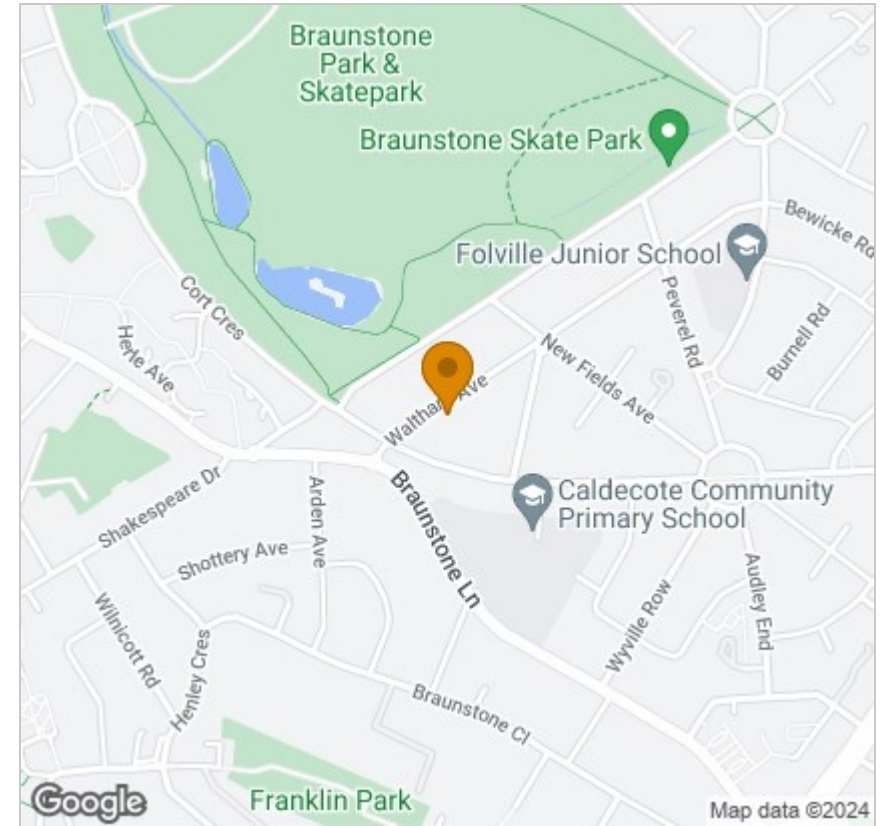 Braunstone
Park &
Skatepark
Braunstone Skate Park
Bewicke Rd
Folville Junior School
Peverel Rd
Burnell Rd
Cort Cres
Herle Ave
New Fields Ave
Ave
Shakespeare Dr
Arden Ave
Braunstone Ln
Caldecote Community
Primary School
Shottery Ave
Audley End
Wyville Row
Wilnicott Rd
Henley Cres
Braunstone Cl
Franklin Park
Google
Map data ©2024